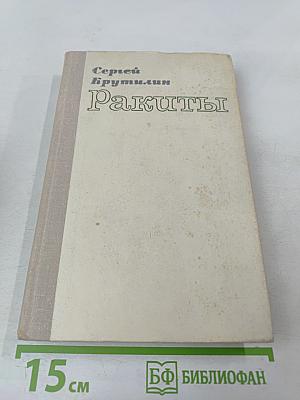 Сергей
Крутилин
Ракиты
15 см
БФ БИБЛИОФАН